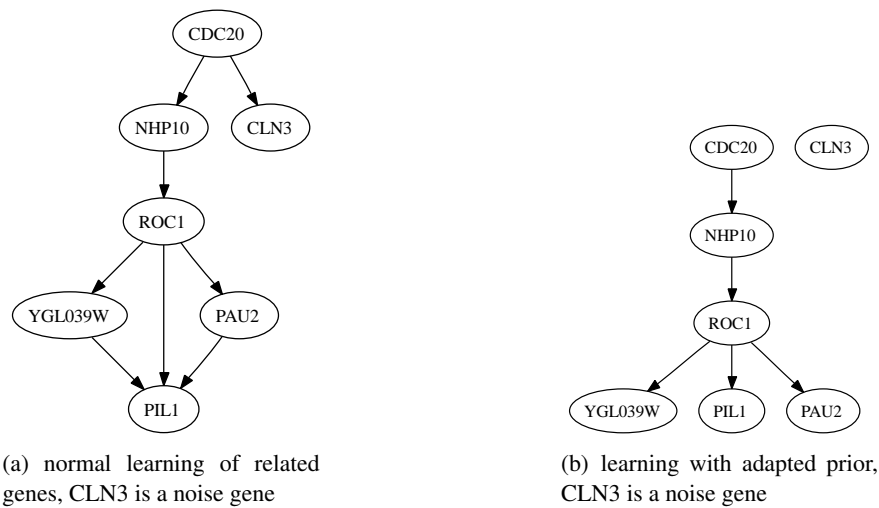 CDC20
NHP10
CLN3
ROC1
YGL039W
PAU2
PIL1
(a) normal learning of related
genes, CLN3 is a noise gene
CDC20
CLN3
NHP10
ROC1
YGL039W
PIL1
PAU2
(b) learning with adapted prior,
CLN3 is a noise gene